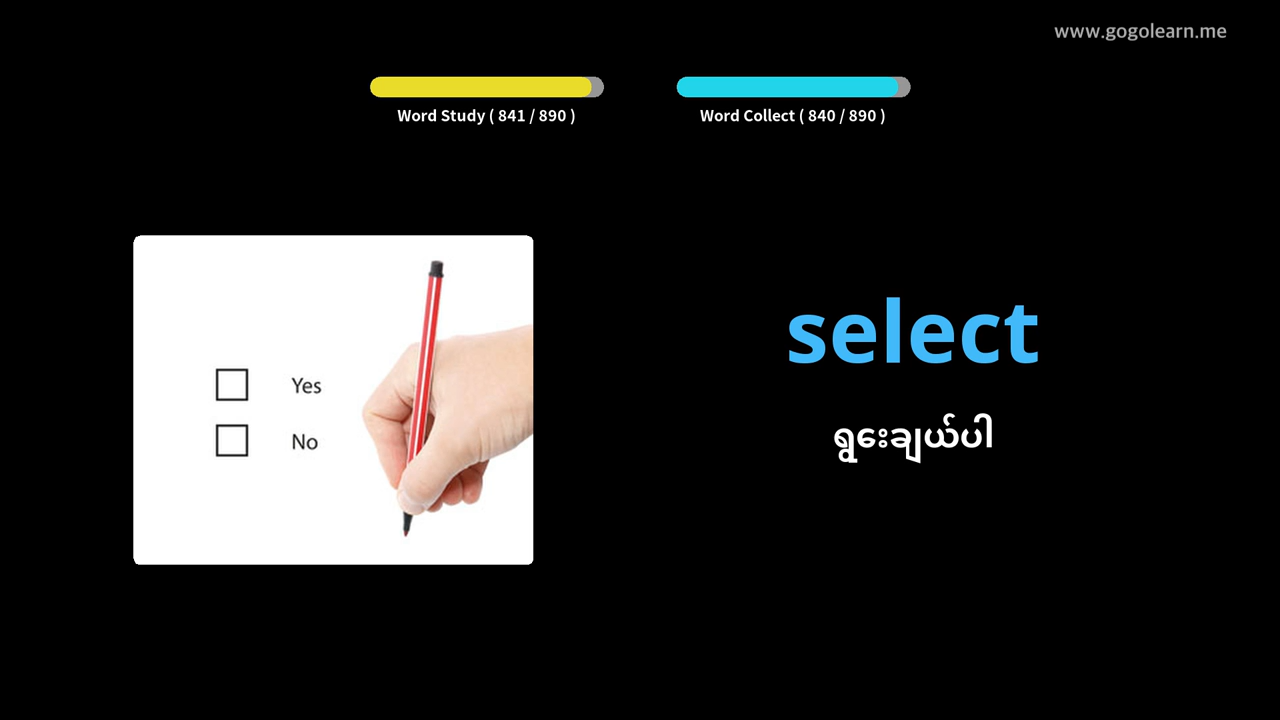 www.gogolearn.me
Word Study ( 841 / 890 )
Word Collect ( 840 / 890 )
Yes
No
select
ရွေးချယ်ပါ